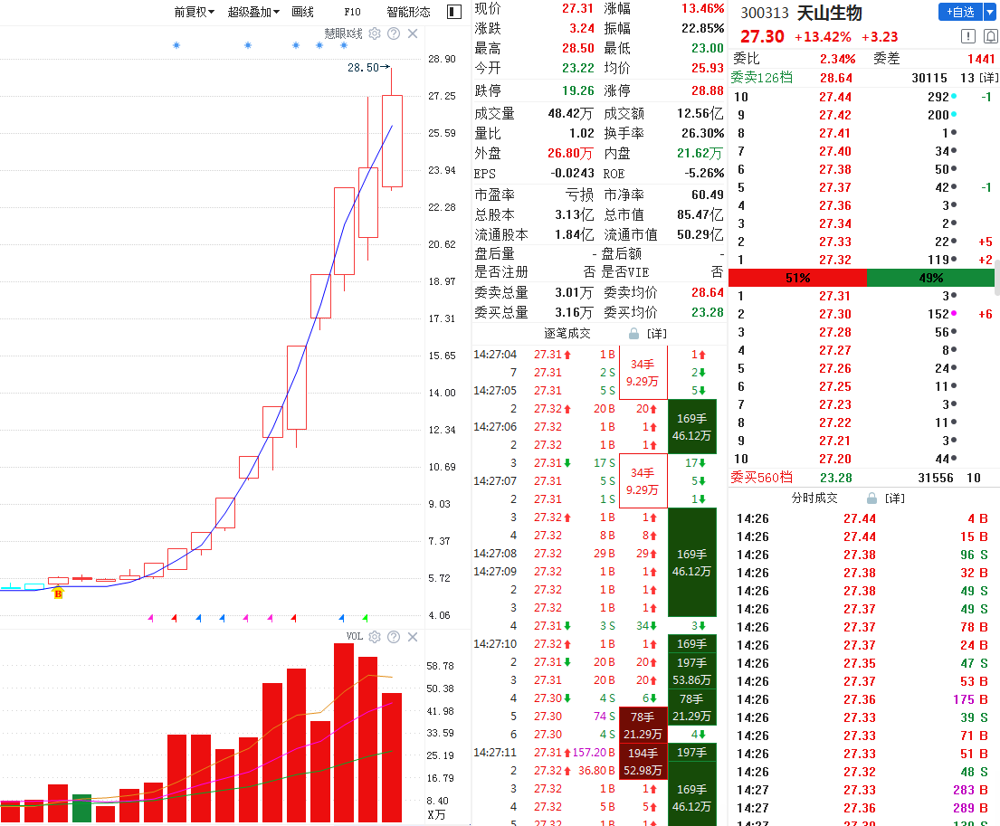 前复权▼ 超级叠加▼ 画线 F10 智能形态
慧眼K线
28.50→
28.90
27.25
25.59
23.94
22.28
20.62
18.97
17.31
15.65
14.00
12.34
10.69
9.03
7.37
5.72
4.06
B
VOL
58.78
50.38
41.98
33.59
25.19
16.79
8.40
X万
现价 27.31 涨幅 13.46%
涨跌 3.24 振幅 22.85%
最高 28.50 最低 23.00
今开 23.22 均价 25.93
跌停 19.26 涨停 28.88
成交量 48.42万 成交额 12.56亿
量比 1.02 换手率 26.30%
外盘 26.80万 内盘 21.62万
EPS -0.0243 ROE -5.26%
市盈率 亏损 市净率 60.49
总股本 3.13亿 总市值 85.47亿
流通股本 1.84亿 流通市值 50.29亿
盘后量 - 盘后额 -
是否注册 否 是否VIE 否
委卖总量 3.01万 委卖均价 28.64
委买总量 3.16万 委买均价 23.28
逐笔成交 [详]
14:27:04 27.31↑ 1 B 1↑
7 27.31 2 S 34手 2↓
14:27:05 27.31 5 S 9.29万 5↓
2 27.32↑ 20 B 20↑
14:27:06 27.32 1 B 1↑ 169手
2 27.32 1 B 1↑ 46.12万
3 27.31↓ 17 S 17↓
14:27:07 27.31 5 S 34手 5↓
2 27.31 1 S 9.29万 1↓
3 27.32↑ 1 B 1↑
4 27.32 8 B 8↑
14:27:08 27.32 29 B 29↑ 169手
14:27:09 27.32 1 B 1↑ 46.12万
2 27.32 1 B 1↑
3 27.32 1 B 1↑
4 27.31↓ 3 S 34↓ 3↓
14:27:10 27.32↑ 1 B 1↑ 169手
2 27.31↓ 20 B 20↑ 197手
3 27.31 20 B 20↑ 53.86万
4 27.30↓ 4 S 6↓ 78手
5 27.30 74 S 78手 21.29万
6 27.30 4 S 21.29万 4↓
14:27:11 27.31↑ 157.20 B 194手 197手
2 27.32↑ 36.80 B 52.98万
3 27.32 1 B 1↑ 169手
4 27.32 5 B 5↑ 46.12万
5 27.32 1 B 1↑
300313 天山生物 +自选 ▼
27.30 +13.42% +3.23
委比 2.34% 委差 1441
委卖126档 28.64 30115 13 [详]
10 27.44 292 -1
9 27.42 200
8 27.41 1
7 27.40 34
6 27.38 50
5 27.37 42 -1
4 27.36 3
3 27.34 2
2 27.33 22 +5
1 27.32 119 +2
51% 49%
1 27.31 3
2 27.30 152 +6
3 27.28 56
4 27.27 8
5 27.26 24
6 27.25 11
7 27.23 3
8 27.22 11
9 27.21 3
10 27.20 44
委买560档 23.28 31556 10
分时成交 [详]
14:26 27.44 4 B
14:26 27.44 15 B
14:26 27.38 96 S
14:26 27.38 32 B
14:26 27.38 49 S
14:26 27.37 49 S
14:26 27.37 78 B
14:26 27.37 24 B
14:26 27.35 47 S
14:26 27.37 53 B
14:26 27.36 175 B
14:26 27.33 39 S
14:26 27.33 71 B
14:26 27.33 51 B
14:26 27.32 48 S
14:27 27.33 283 B
14:27 27.36 289 B
14:27 27.30 130 S